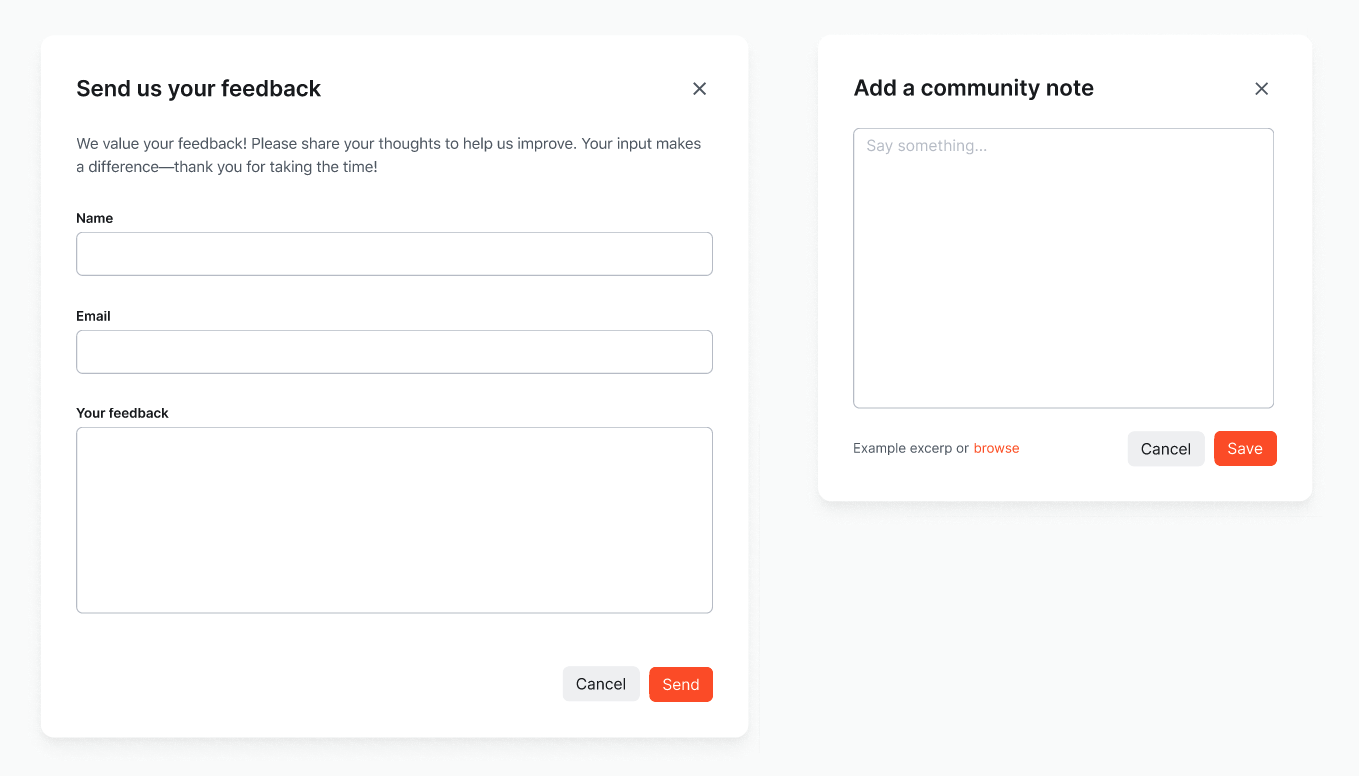 Send us your feedback
We value your feedback! Please share your thoughts to help us improve. Your input makes
a difference—thank you for taking the time!
Name
Email
Your feedback
Cancel
Send
Add a community note
Say something...
Example excerp or browse
Cancel
Save